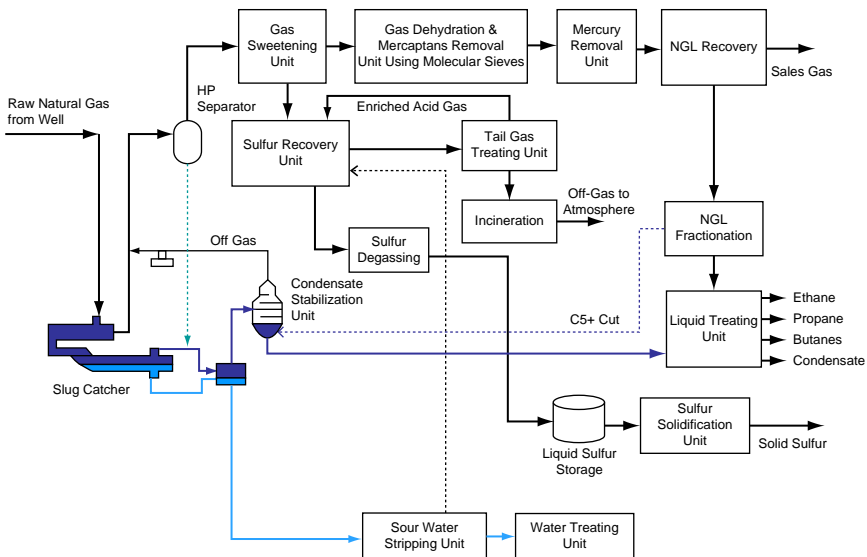 Gas
Sweetening
Unit
Gas Dehydration &
Mercaptans Removal
Unit Using Molecular Sieves
Mercury
Removal
Unit
NGL Recovery
Sales Gas
Raw Natural Gas
from Well
HP
Separator
Enriched Acid Gas
Sulfur Recovery
Unit
Tail Gas
Treating Unit
Off-Gas to
Atmosphere
Incineration
NGL
Fractionation
Off Gas
Sulfur
Degassing
Condensate
Stabilization
Unit
C5+ Cut
Liquid Treating
Unit
Ethane
Propane
Butanes
Condensate
Slug Catcher
Liquid Sulfur
Storage
Sulfur
Solidification
Unit
Solid Sulfur
Sour Water
Stripping Unit
Water Treating
Unit